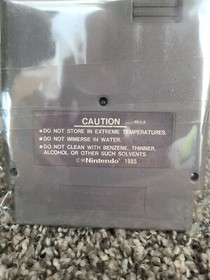 CAUTION
•DO NOT STORE IN EXTREME TEMPERATURES.
•DO NOT IMMERSE IN WATER.
•DO NOT CLEAN WITH BENZENE, THINNER,
ALCOHOL OR OTHER SUCH SOLVENTS.
©Nintendo 1985